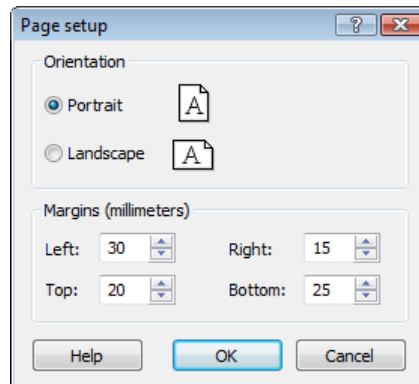 Page setup
Orientation
Portrait A
Landscape A
Margins (millimeters)
Left: 30 Right: 15
Top: 20 Bottom: 25
Help OK Cancel